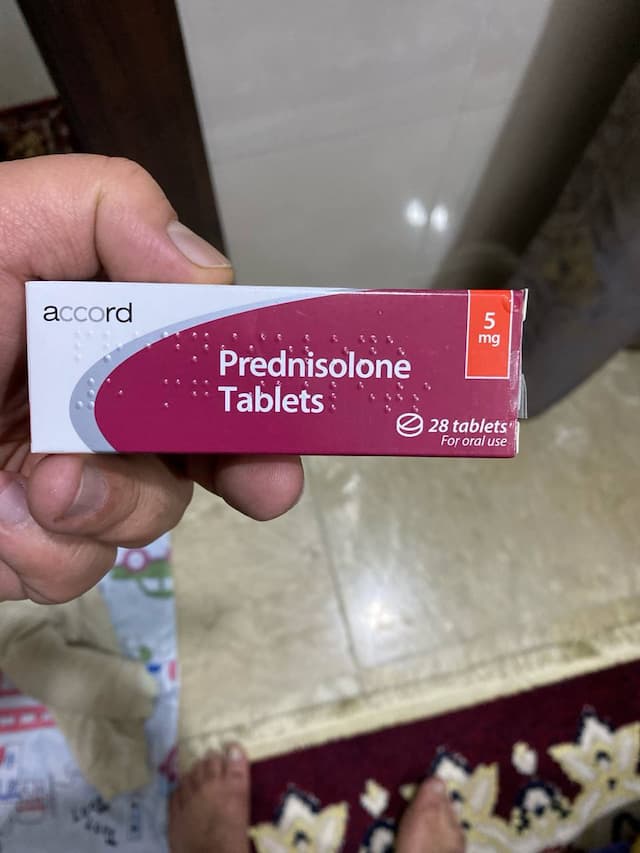 accord
5
mg
Prednisolone
Tablets
28 tablets
For oral use